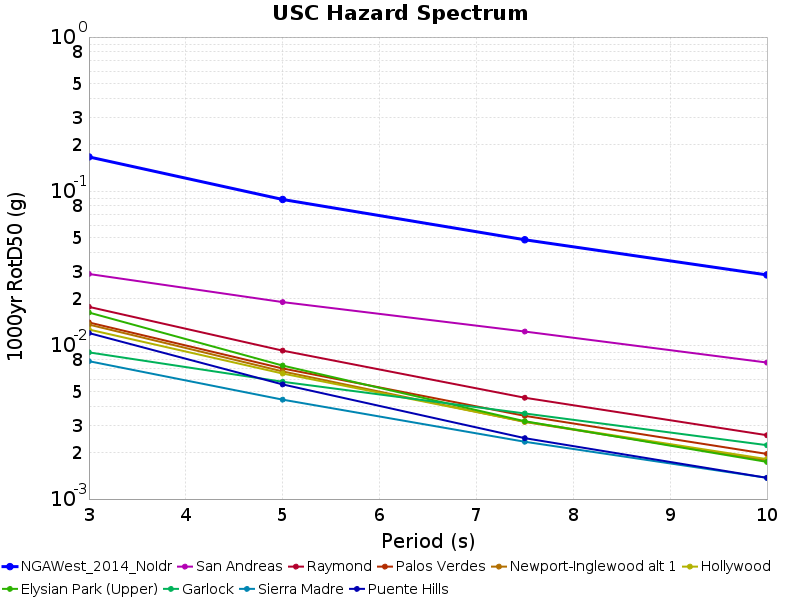 USC Hazard Spectrum
10^0
8
5
3
2
10^-1
8
5
3
2
10^-2
8
5
3
2
10^-3
1000yr RotD50 (g)
3 4 5 6 7 8 9 10
Period (s)
NGAWest_2014_NoIdr San Andreas Raymond Palos Verdes Newport-Inglewood alt 1 Hollywood
Elysian Park (Upper) Garlock Sierra Madre Puente Hills